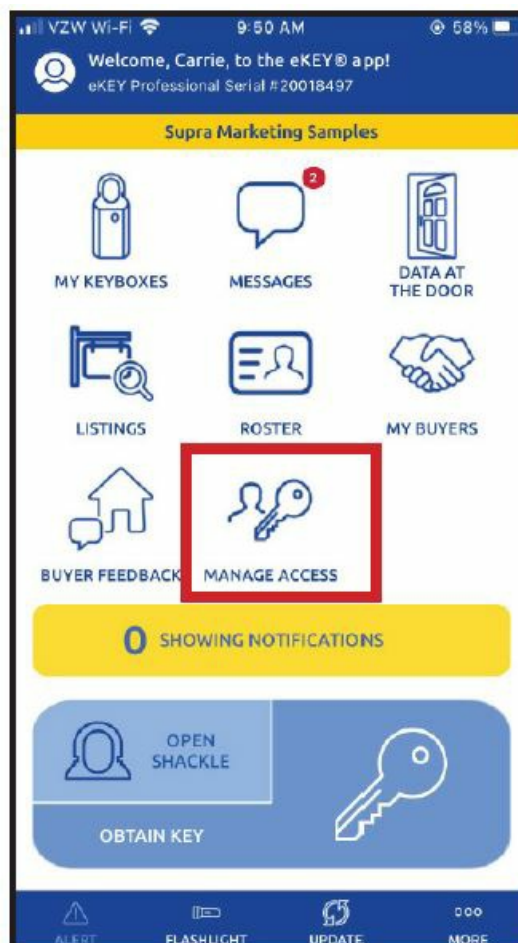 VZW Wi-Fi 9:50 AM 58%
Welcome, Carrie, to the eKEY® app!
eKEY Professional Serial #20018497
Supra Marketing Samples
2
MY KEYBOXES MESSAGES DATA AT
THE DOOR
LISTINGS ROSTER MY BUYERS
BUYER FEEDBACK MANAGE ACCESS
0 SHOWING NOTIFICATIONS
OPEN
SHACKLE
OBTAIN KEY
ALERT FLASHLIGHT UPDATE MORE